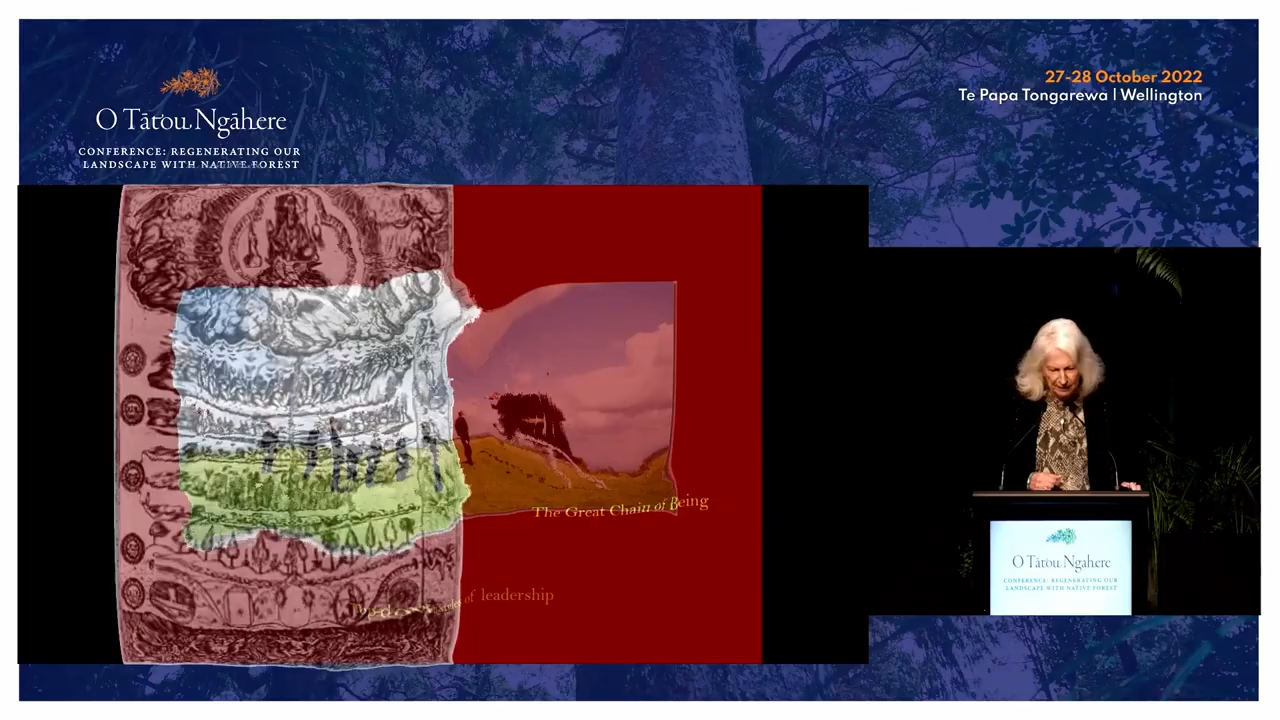 27-28 October 2022
Te Papa Tongarewa | Wellington
O Tātou Ngāhere
CONFERENCE: REGENERATING OUR
LANDSCAPE WITH NATIVE FOREST
The Great Chain of Being
of leadership
O Tātou Ngahere
CONFERENCE: REGENERATING OUR
LANDSCAPE WITH NATIVE FOREST